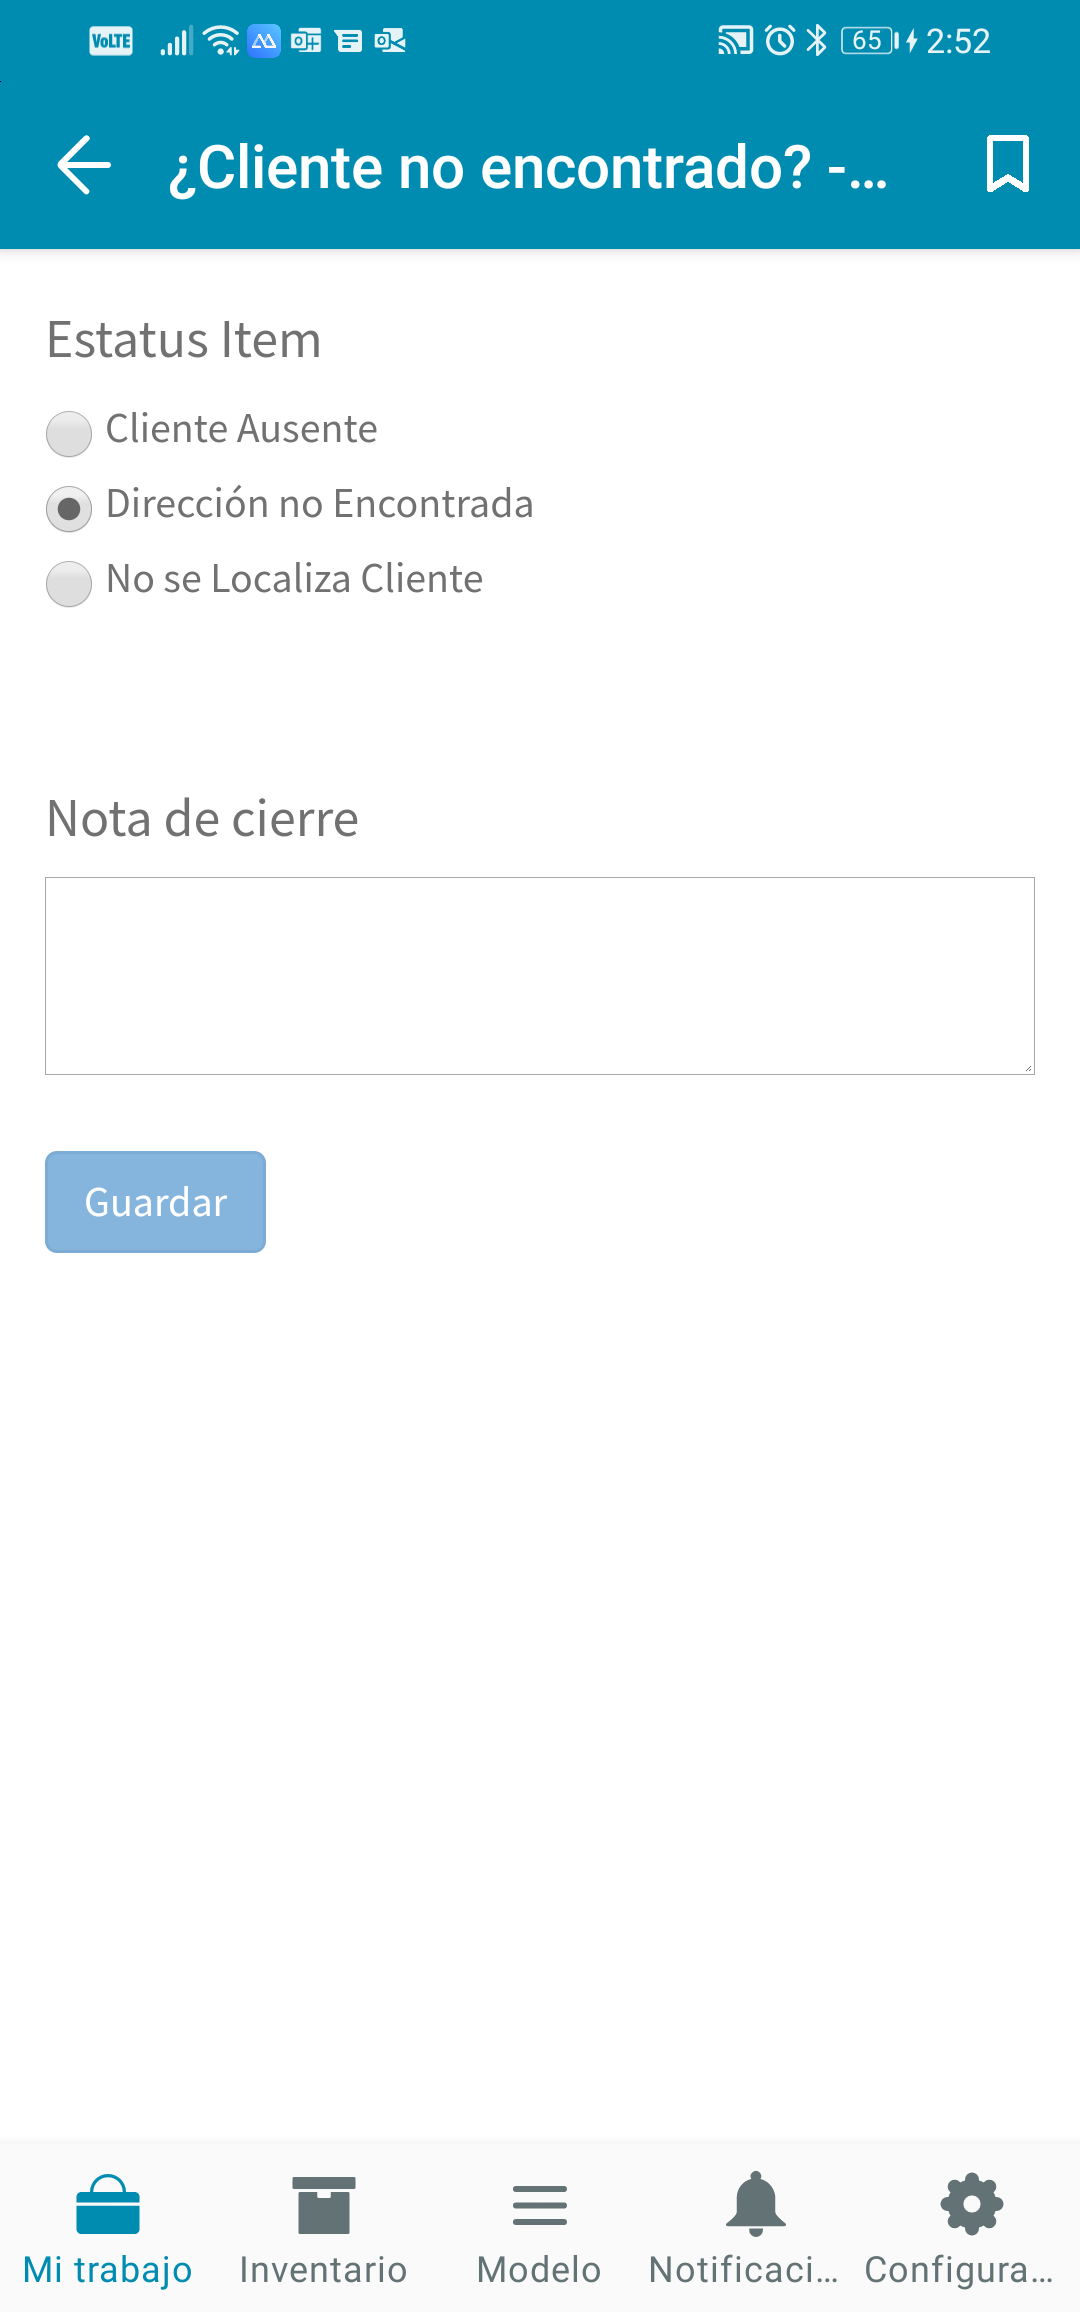 VoLTE 65 2:52
¿Cliente no encontrado? -...
Estatus Item
Cliente Ausente
Dirección no Encontrada
No se Localiza Cliente
Nota de cierre
Guardar
Mi trabajo Inventario Modelo Notificaci... Configura...